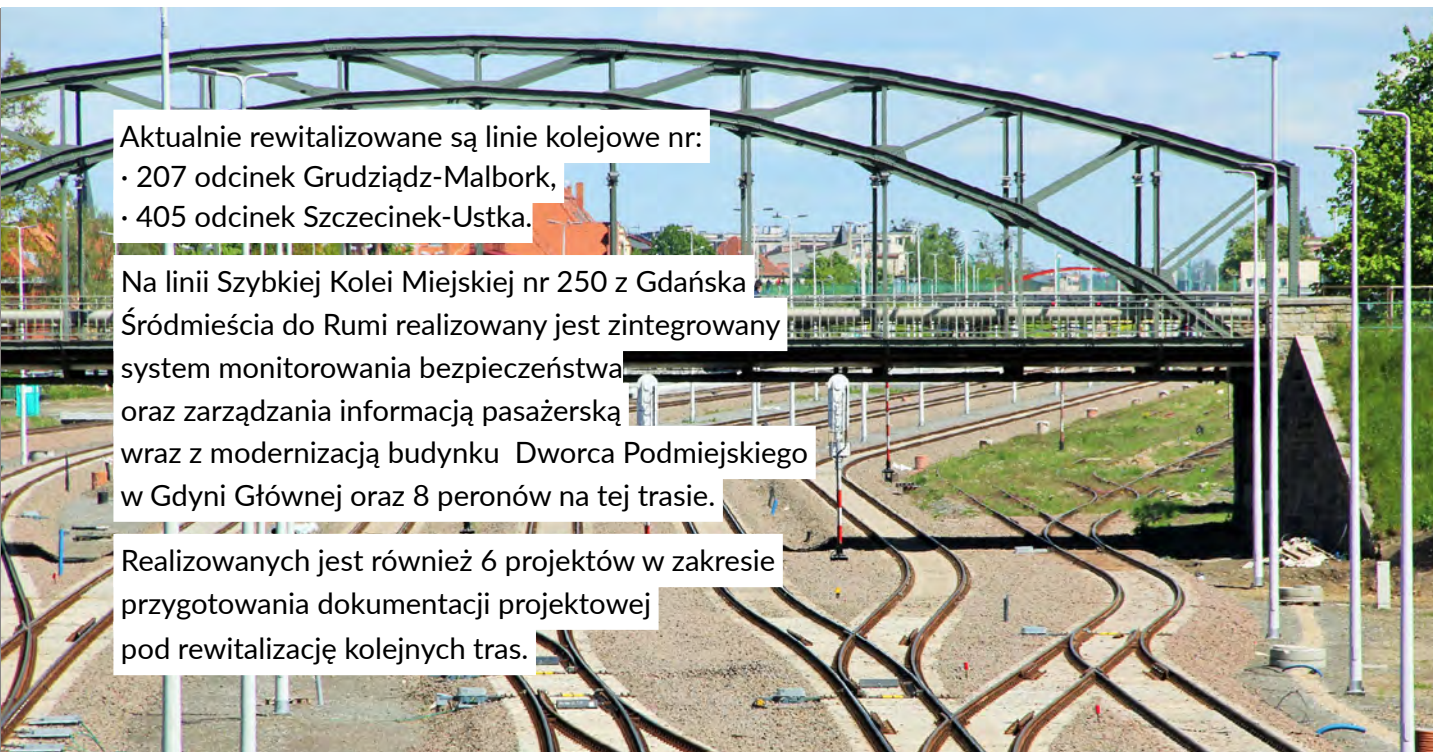 Aktualnie rewitalizowane są linie kolejowe nr:
· 207 odcinek Grudziądz-Malbork,
· 405 odcinek Szczecinek-Ustka.
Na linii Szybkiej Kolei Miejskiej nr 250 z Gdańska
Śródmieścia do Rumi realizowany jest zintegrowany
system monitorowania bezpieczeństwa
oraz zarządzania informacją pasażerską
wraz z modernizacją budynku  Dworca Podmiejskiego
w Gdyni Głównej oraz 8 peronów na tej trasie.
Realizowanych jest również 6 projektów w zakresie
przygotowania dokumentacji projektowej
pod rewitalizację kolejnych tras.